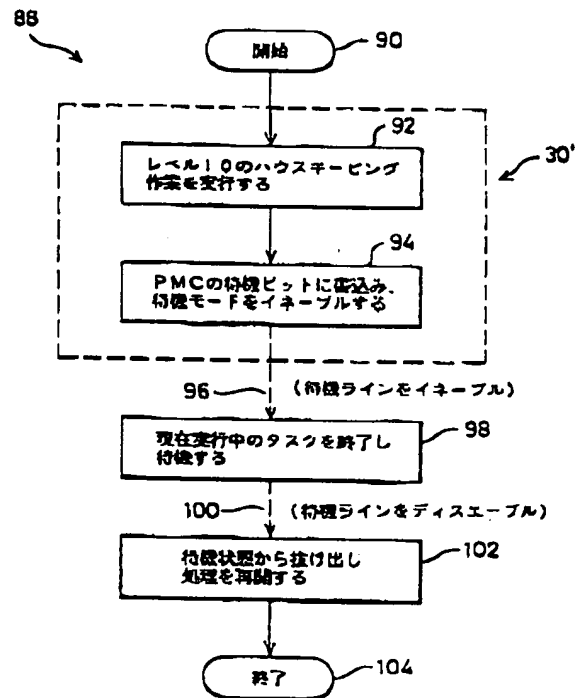 88
開始
90
92
30'
レベル10のハウスキーピング
作業を実行する
94
PMCの待機ビットに書込み、
待機モードをイネーブルする
96
(待機ラインをイネーブル)
98
現在実行中のタスクを終了し
待機する
100
(待機ラインをディスエーブル)
102
待機状態から抜け出し
処理を再開する
終了
104